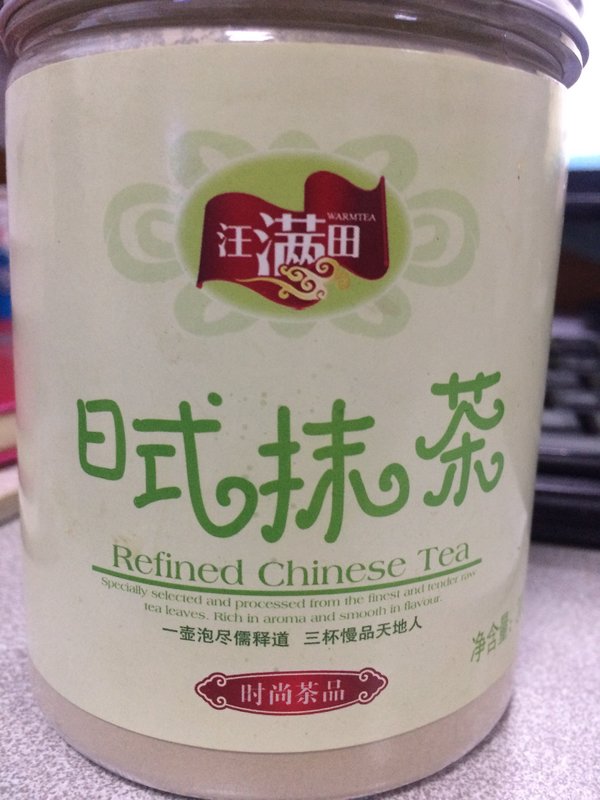 WARMTEA
汪满田
日式抹茶
Refined Chinese Tea
Specially selected and processed from the finest and tender raw
tea leaves. Rich in aroma and smooth in flavour.
一壶泡尽儒释道 三杯慢品天地人
净含量:
时尚茶品